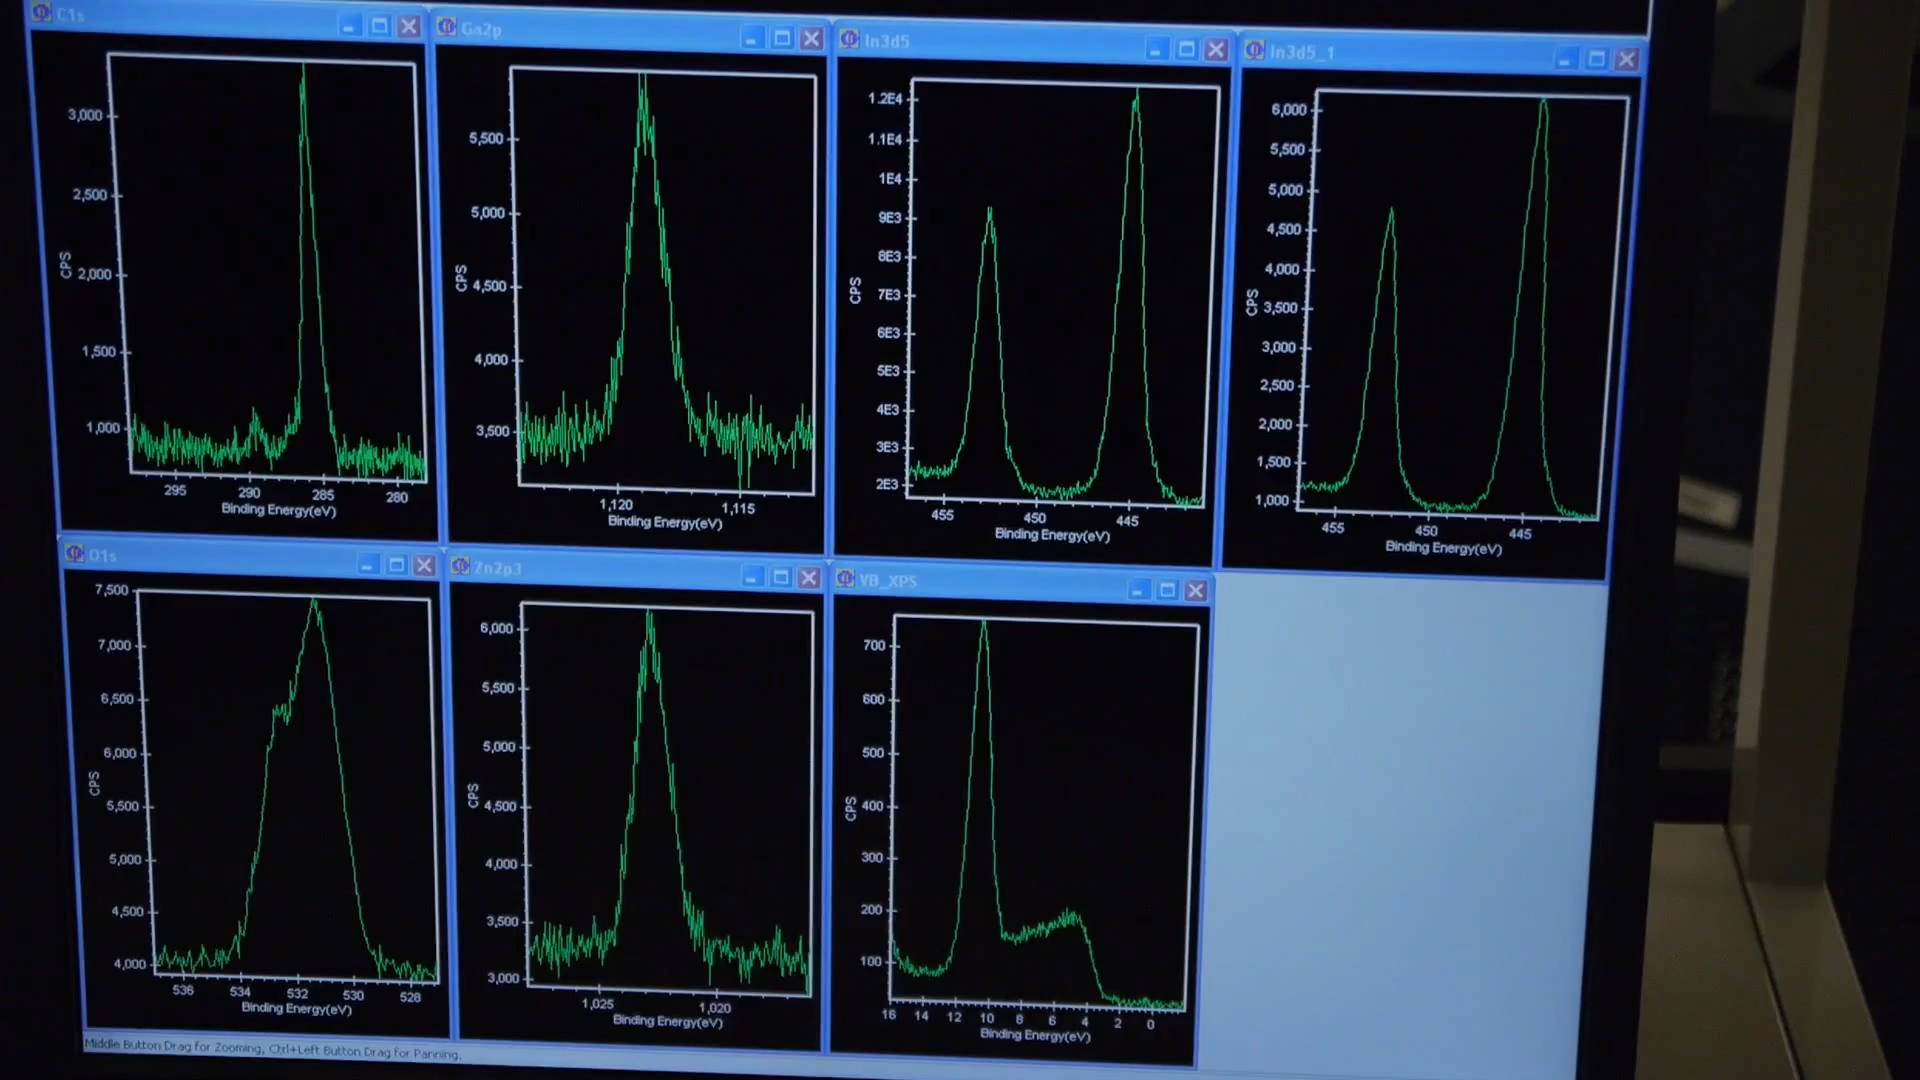 C1s
3,000
2,500
2,000
1,500
1,000
CPS
295 290 285 280
Binding Energy(eV)
Ga2p
5,500
5,000
4,500
4,000
3,500
CPS
1,120 1,115
Binding Energy(eV)
In3d5
1.2E4
1.1E4
1E4
9E3
8E3
7E3
6E3
5E3
4E3
3E3
2E3
CPS
455 450 445
Binding Energy(eV)
In3d5_1
6,000
5,500
5,000
4,500
4,000
3,500
3,000
2,500
2,000
1,500
1,000
CPS
455 450 445
Binding Energy(eV)
O1s
7,500
7,000
6,500
6,000
5,500
5,000
4,500
4,000
CPS
536 534 532 530 528
Binding Energy(eV)
Zn2p3
6,000
5,500
5,000
4,500
4,000
3,500
3,000
CPS
1,025 1,020
Binding Energy(eV)
VB_XPS
700
600
500
400
300
200
100
CPS
16 14 12 10 8 6 4 2 0
Binding Energy(eV)
Middle Button Drag for Zooming, Ctrl+Left Button Drag for Panning.